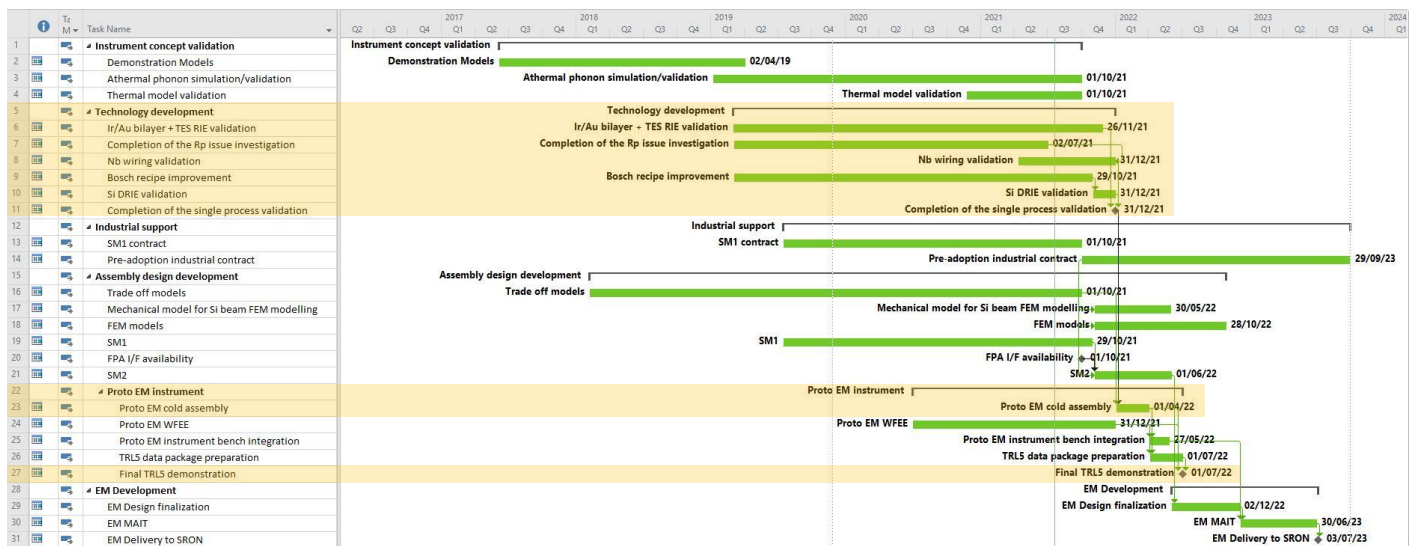 Task Name 2017 2018 2019 2020 2021 2022 2023 2024
Q2 Q3 Q4 Q1 Q2 Q3 Q4 Q1 Q2 Q3 Q4 Q1 Q2 Q3 Q4 Q1 Q2 Q3 Q4 Q1 Q2 Q3 Q4 Q1 Q2 Q3 Q4 Q1 Q2 Q3 Q4 Q1
1 Instrument concept validation Instrument concept validation
2 Demonstration Models Demonstration Models 02/04/19
3 Athermal phonon simulation/validation Athermal phonon simulation/validation 01/10/21
4 Thermal model validation Thermal model validation 01/10/21
5 Technology development Technology development
6 Ir/Au bilayer + TES RIE validation Ir/Au bilayer + TES RIE validation 26/11/21
7 Completion of the Rp issue investigation Completion of the Rp issue investigation 02/07/21
8 Nb wiring validation Nb wiring validation 31/12/21
9 Bosch recipe improvement Bosch recipe improvement 29/10/21
10 Si DRIE validation Si DRIE validation 31/12/21
11 Completion of the single process validation Completion of the single process validation 31/12/21
12 Industrial support Industrial support
13 SM1 contract SM1 contract 01/10/21
14 Pre-adoption industrial contract Pre-adoption industrial contract 29/09/23
15 Assembly design development Assembly design development
16 Trade off models Trade off models 01/10/21
17 Mechanical model for Si beam FEM modelling Mechanical model for Si beam FEM modelling 30/05/22
18 FEM models FEM models 28/10/22
19 SM1 SM1 29/10/21
20 FPA I/F availability FPA I/F availability 01/10/21
21 SM2 SM2 01/06/22
22 Proto EM instrument Proto EM instrument
23 Proto EM cold assembly Proto EM cold assembly 01/04/22
24 Proto EM WFEE Proto EM WFEE 31/12/21
25 Proto EM instrument bench integration Proto EM instrument bench integration 27/05/22
26 TRL5 data package preparation TRL5 data package preparation 01/07/22
27 Final TRL5 demonstration Final TRL5 demonstration 01/07/22
28 EM Development EM Development
29 EM Design finalization EM Design finalization 02/12/22
30 EM MAIT EM MAIT 30/06/23
31 EM Delivery to SRON EM Delivery to SRON 03/07/23